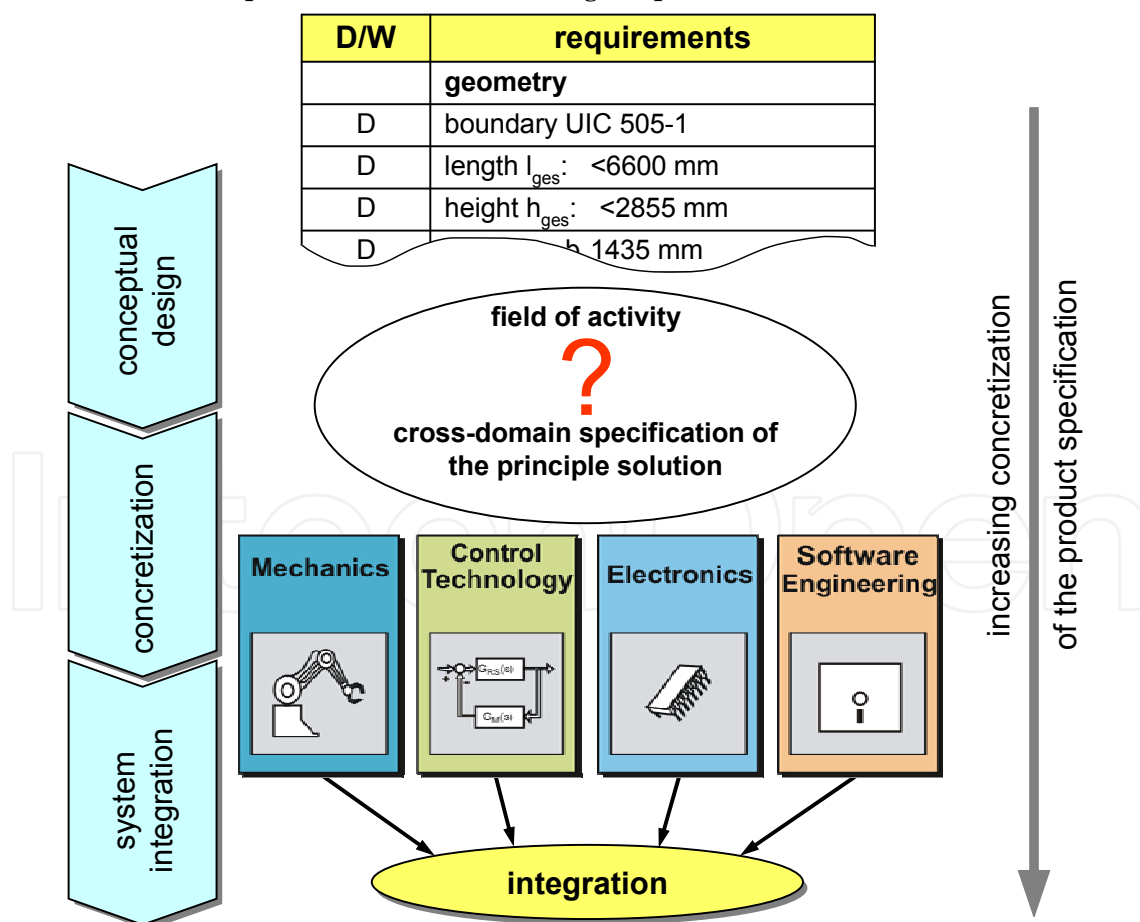 D/W requirements
geometry
D boundary UIC 505-1
D length lges: <6600 mm
D height hges: <2855 mm
D 1435 mm
conceptual
design
field of activity
?
cross-domain specification of
the principle solution
increasing concretization
of the product specification
concretization
Mechanics
Control
Technology
Electronics
Software
Engineering
+
-
system
integration
integration